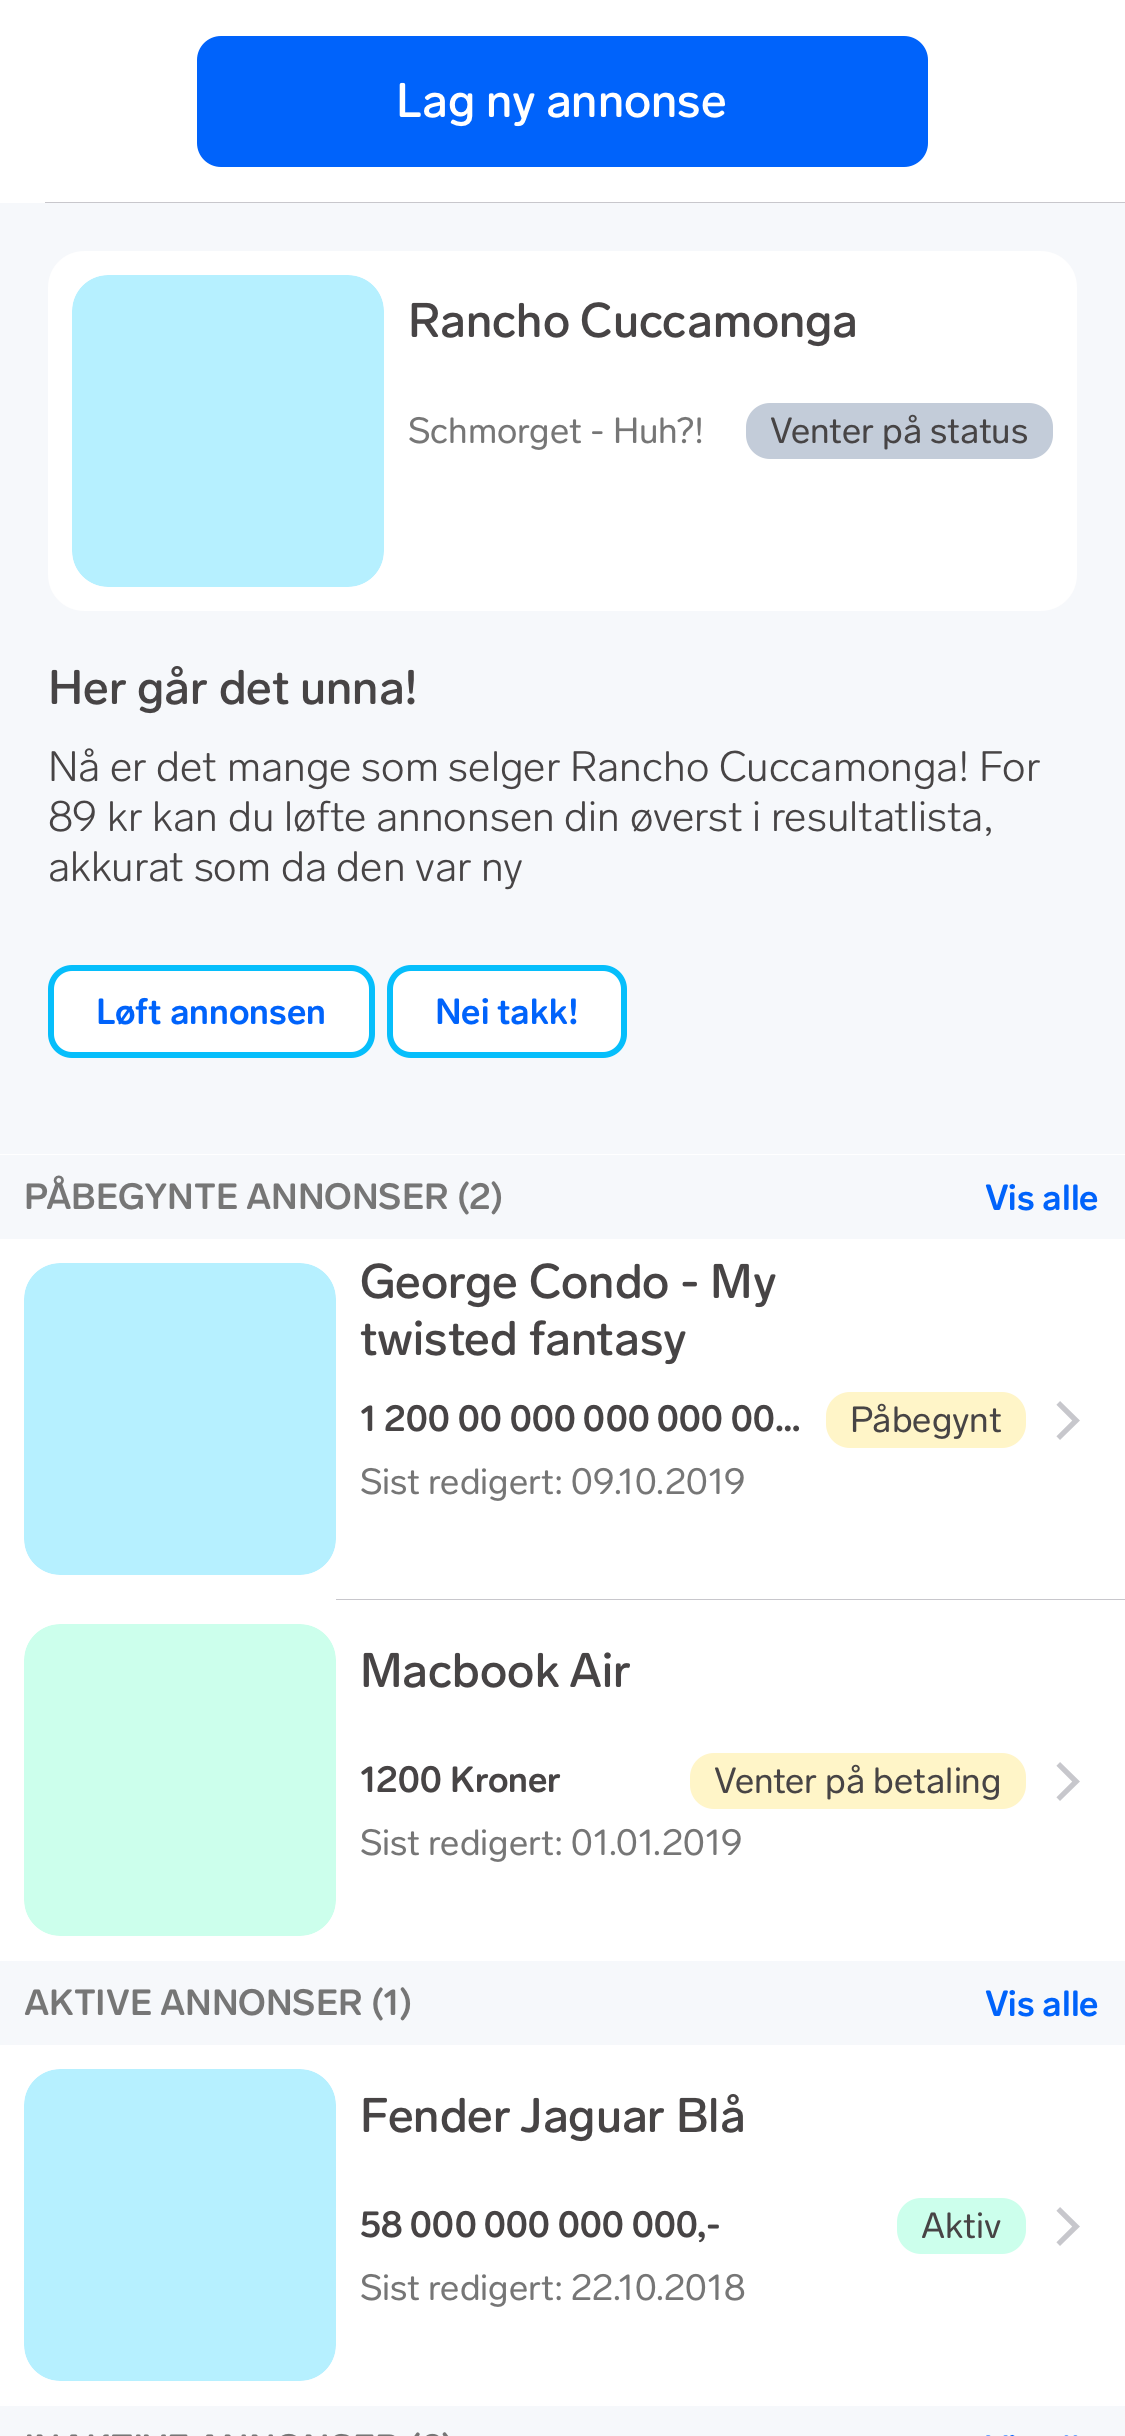 Lag ny annonse
Rancho Cuccamonga
Schmorget - Huh?!
Venter på status
Her går det unna!
Nå er det mange som selger Rancho Cuccamonga! For
89 kr kan du løfte annonsen din øverst i resultatlista,
akkurat som da den var ny
Løft annonsen
Nei takk!
PÅBEGYNTE ANNONSER (2)
Vis alle
George Condo - My
twisted fantasy
1 200 00 000 000 000 00...
Påbegynt
Sist redigert: 09.10.2019
Macbook Air
1200 Kroner
Venter på betaling
Sist redigert: 01.01.2019
AKTIVE ANNONSER (1)
Vis alle
Fender Jaguar Blå
58 000 000 000 000,-
Aktiv
Sist redigert: 22.10.2018